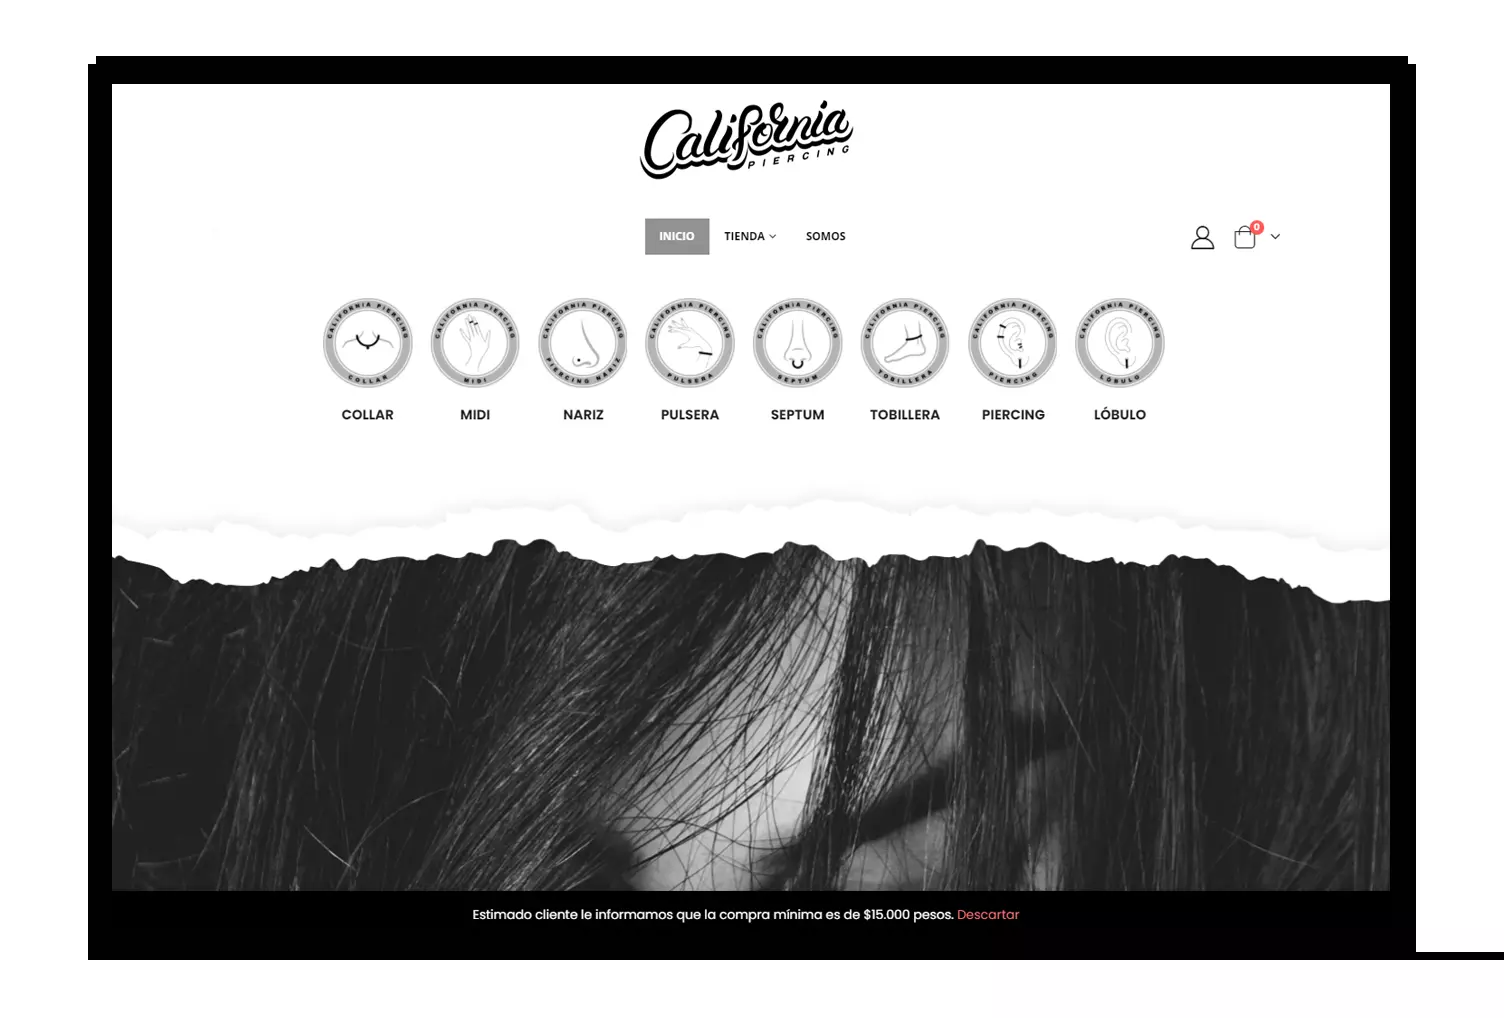 California
PIERCING
INICIO TIENDA SOMOS
0
CALIFORNIA PIERCING COLLAR
CALIFORNIA PIERCING MIDI
CALIFORNIA PIERCING PIERCING NARIZ
CALIFORNIA PIERCING PULSERA
CALIFORNIA PIERCING SEPTUM
CALIFORNIA PIERCING TOBILLERA
CALIFORNIA PIERCING PIERCING
CALIFORNIA PIERCING LÓBULO
COLLAR MIDI NARIZ PULSERA SEPTUM TOBILLERA PIERCING LÓBULO
Estimado cliente le informamos que la compra mínima es de $15.000 pesos. Descartar